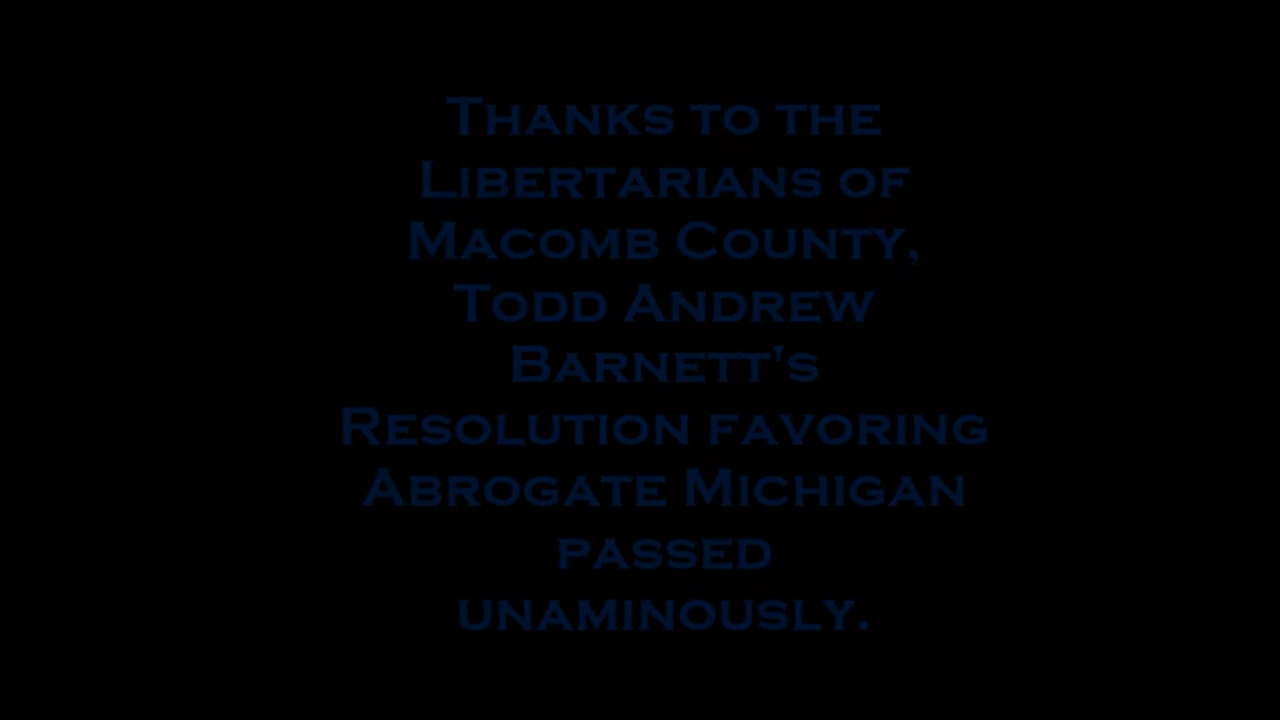 Thanks to the
Libertarians of
Macomb County,
Todd Andrew
Barnett's
Resolution favoring
Abrogate Michigan
passed
unaminously.